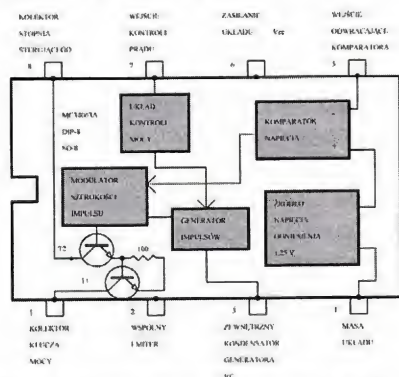 KOLEKTOR
STOPNIA
STERUJĄCEGO
8
WEJŚCIE
KONTROLI
PRĄDU
7
ZASILANIE
UKŁADU Vcc
6
WEJŚCIE
ODWRACAJĄCE
KOMPARATORA
5
DIP-8
SO-8
UKŁAD
KONTROLI
MOCY
KOMPARATOR
NAPIĘCIA
-
+
MODULATOR
SZEROKOŚCI
IMPULSU
GENERATOR
IMPULSÓW
ŹRÓDŁO
NAPIĘCIA
ODNIESIENIA
1.25 V
T2
T1
100
1
KOLEKTOR
KLUCZA
MOCY
2
WSPÓLNY
EMITER
3
ZEWNĘTRZNY
KONDENSATOR
GENERATORA
MASA
UKŁADU